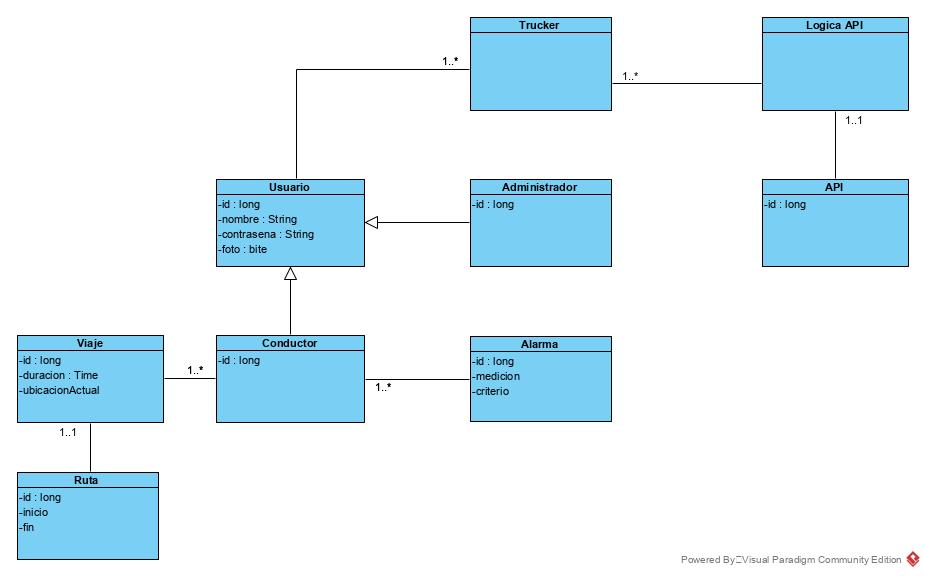 Trucker
Logica API
1..*
1..*
1..1
Usuario
-id : long
-nombre : String
-contrasena : String
-foto : bite
Administrador
-id : long
API
-id : long
Viaje
-id : long
-duracion : Time
-ubicacionActual
1..*
Conductor
-id : long
1..*
Alarma
-id : long
-medicion
-criterio
1..1
Ruta
-id : long
-inicio
-fin
Powered By Visual Paradigm Community Edition